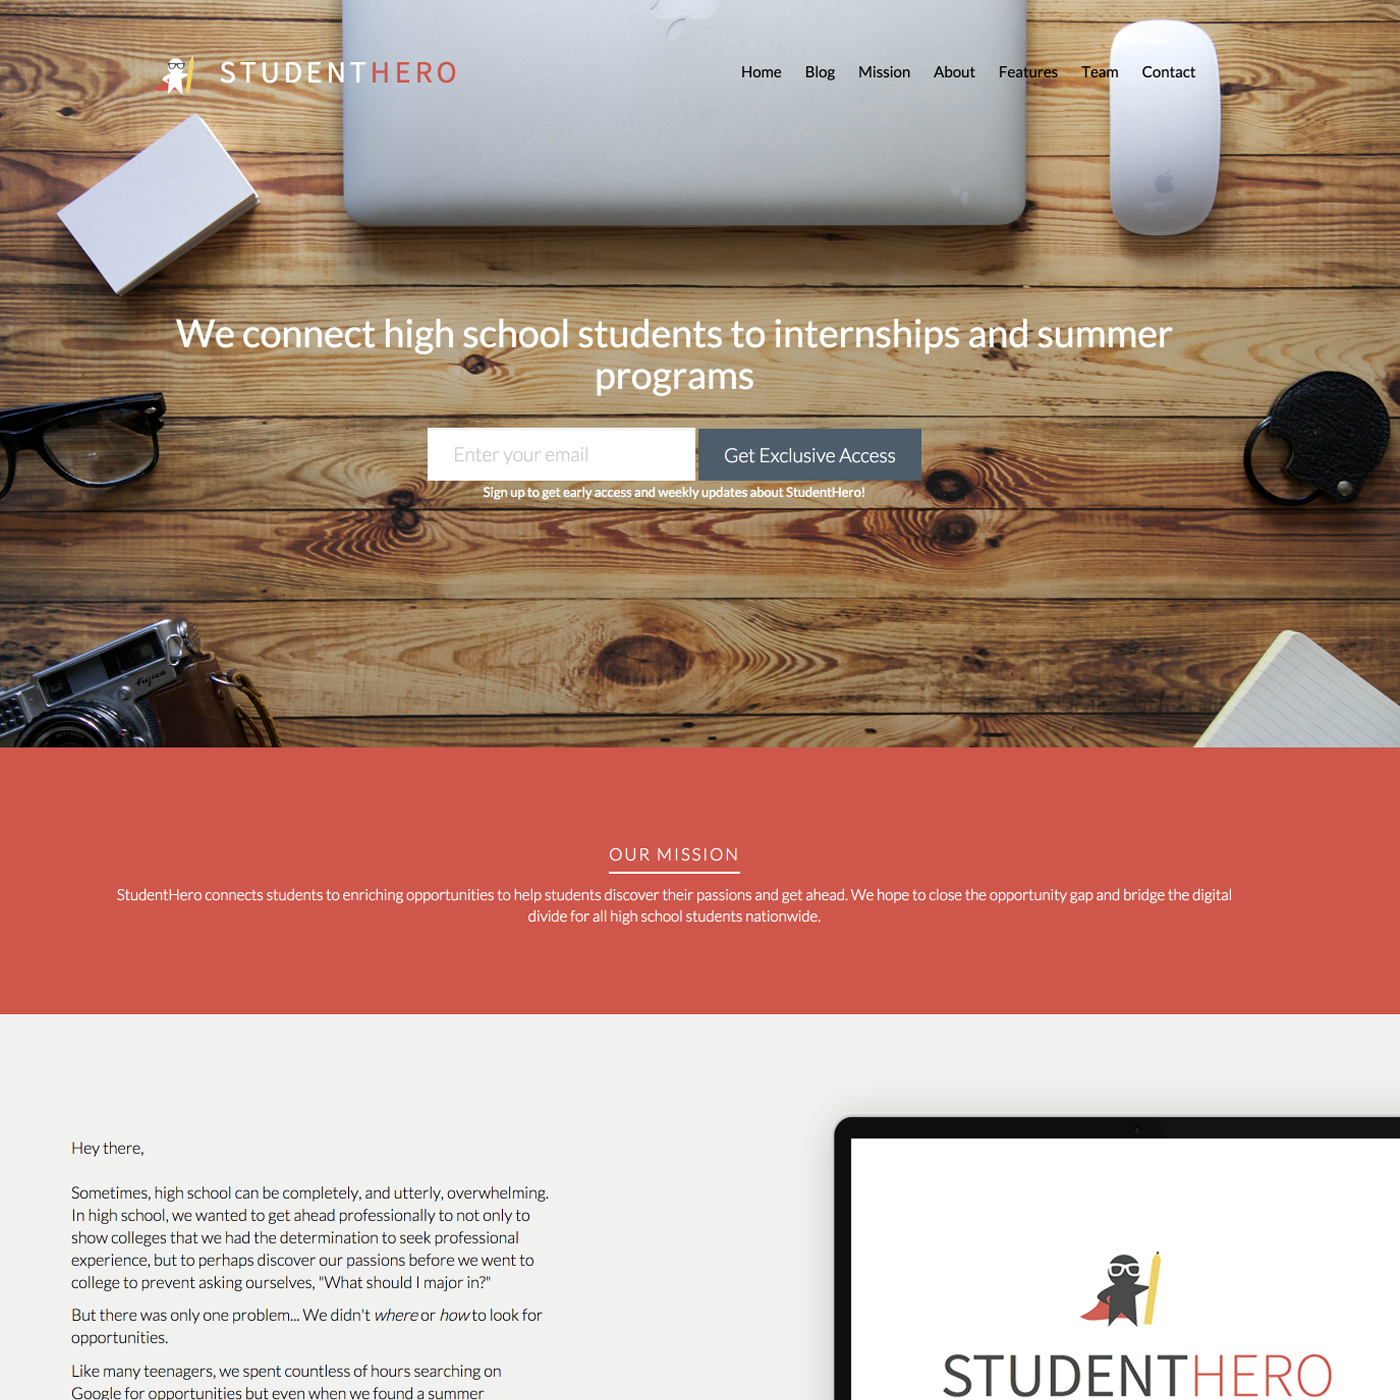 STUDENTHERO
Home Blog Mission About Features Team Contact
We connect high school students to internships and summer
programs
Enter your email
Get Exclusive Access
Sign up to get early access and weekly updates about StudentHero!
fujica
OUR MISSION
StudentHero connects students to enriching opportunities to help students discover their passions and get ahead. We hope to close the opportunity gap and bridge the digital
divide for all high school students nationwide.
Hey there,
Sometimes, high school can be completely, and utterly, overwhelming.
In high school, we wanted to get ahead professionally to not only to
show colleges that we had the determination to seek professional
experience, but to perhaps discover our passions before we went to
college to prevent asking ourselves, "What should I major in?"
But there was only one problem... We didn't where or how to look for
opportunities.
Like many teenagers, we spent countless of hours searching on
Google for opportunities but even when we found a summer
STUDENTHERO